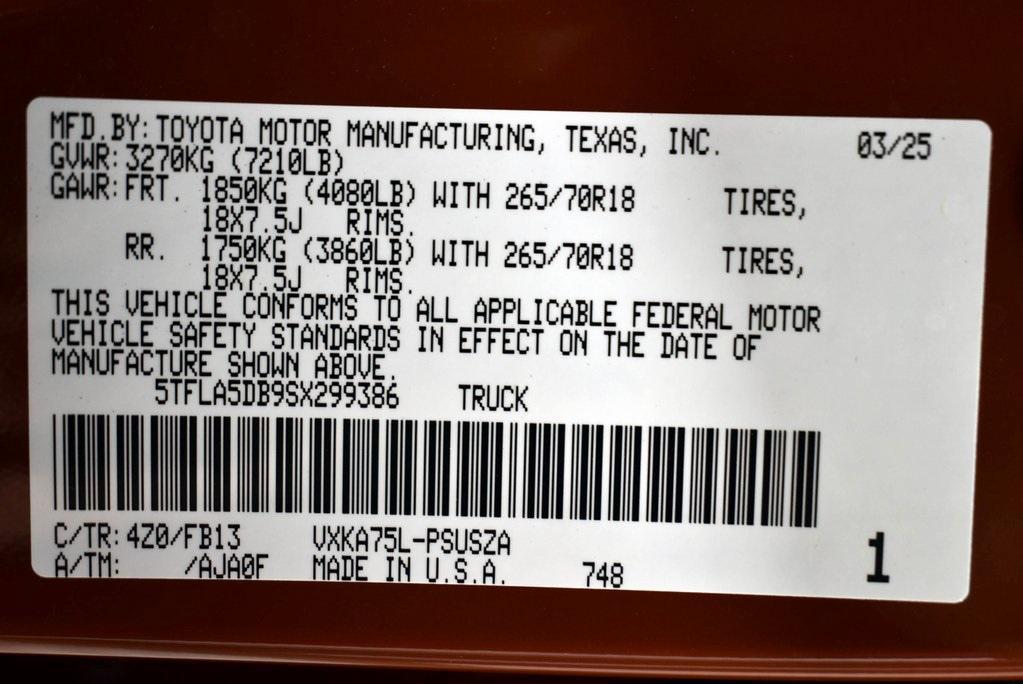 MFD.BY: TOYOTA MOTOR MANUFACTURING, TEXAS, INC. 03/25
GVWR: 3270KG (7210LB)
GAWR: FRT. 1850KG (4080LB) WITH 265/70R18 TIRES,
18X7.5J RIMS.
RR. 1750KG (3860LB) WITH 265/70R18 TIRES,
18X7.5J RIMS.
THIS VEHICLE CONFORMS TO ALL APPLICABLE FEDERAL MOTOR
VEHICLE SAFETY STANDARDS IN EFFECT ON THE DATE OF
MANUFACTURE SHOWN ABOVE.
5TFLA5DB9SX299386 TRUCK
C/TR: 4Z0/FB13 VXKA75L-PSUSZA
A/TM: /AJA0F MADE IN U.S.A. 748
1